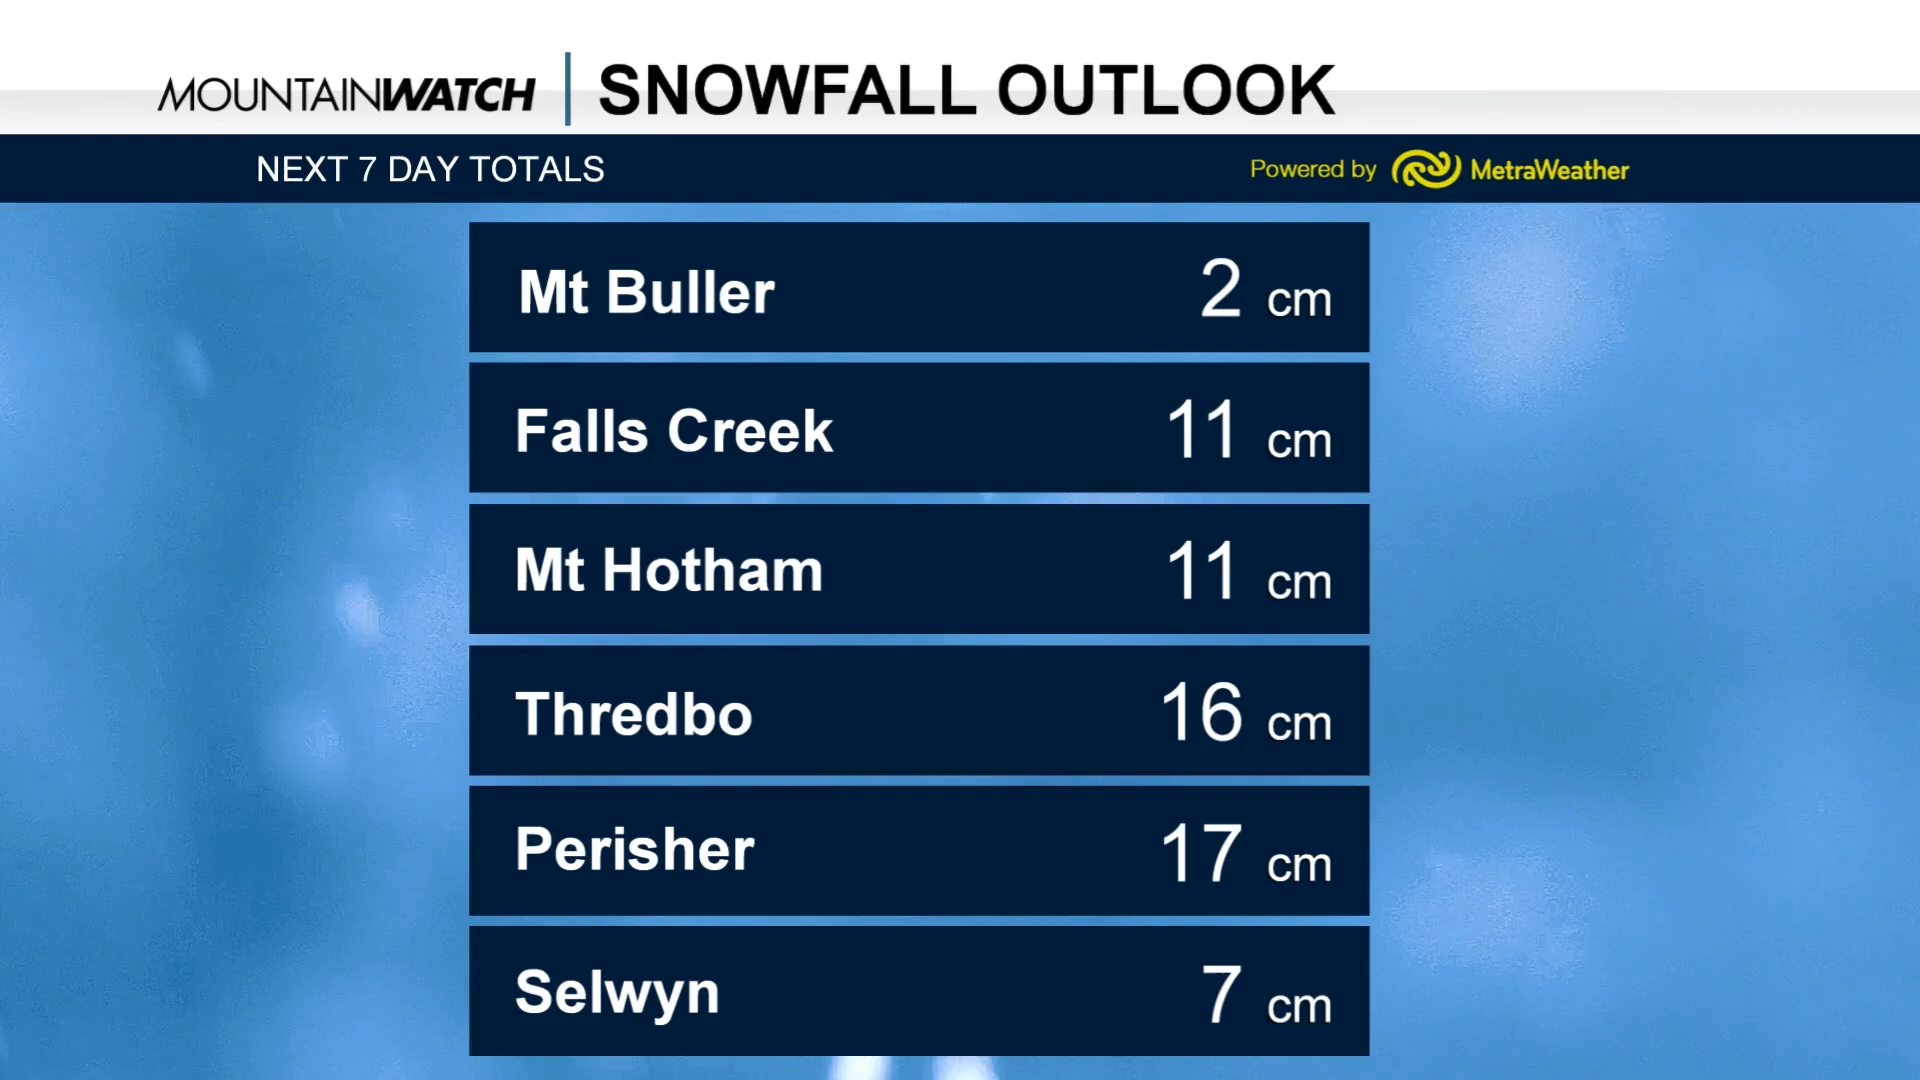 MOUNTAINWATCH SNOWFALL OUTLOOK
NEXT 7 DAY TOTALS Powered by MetraWeather
Mt Buller 2 cm
Falls Creek 11 cm
Mt Hotham 11 cm
Thredbo 16 cm
Perisher 17 cm
Selwyn 7 cm